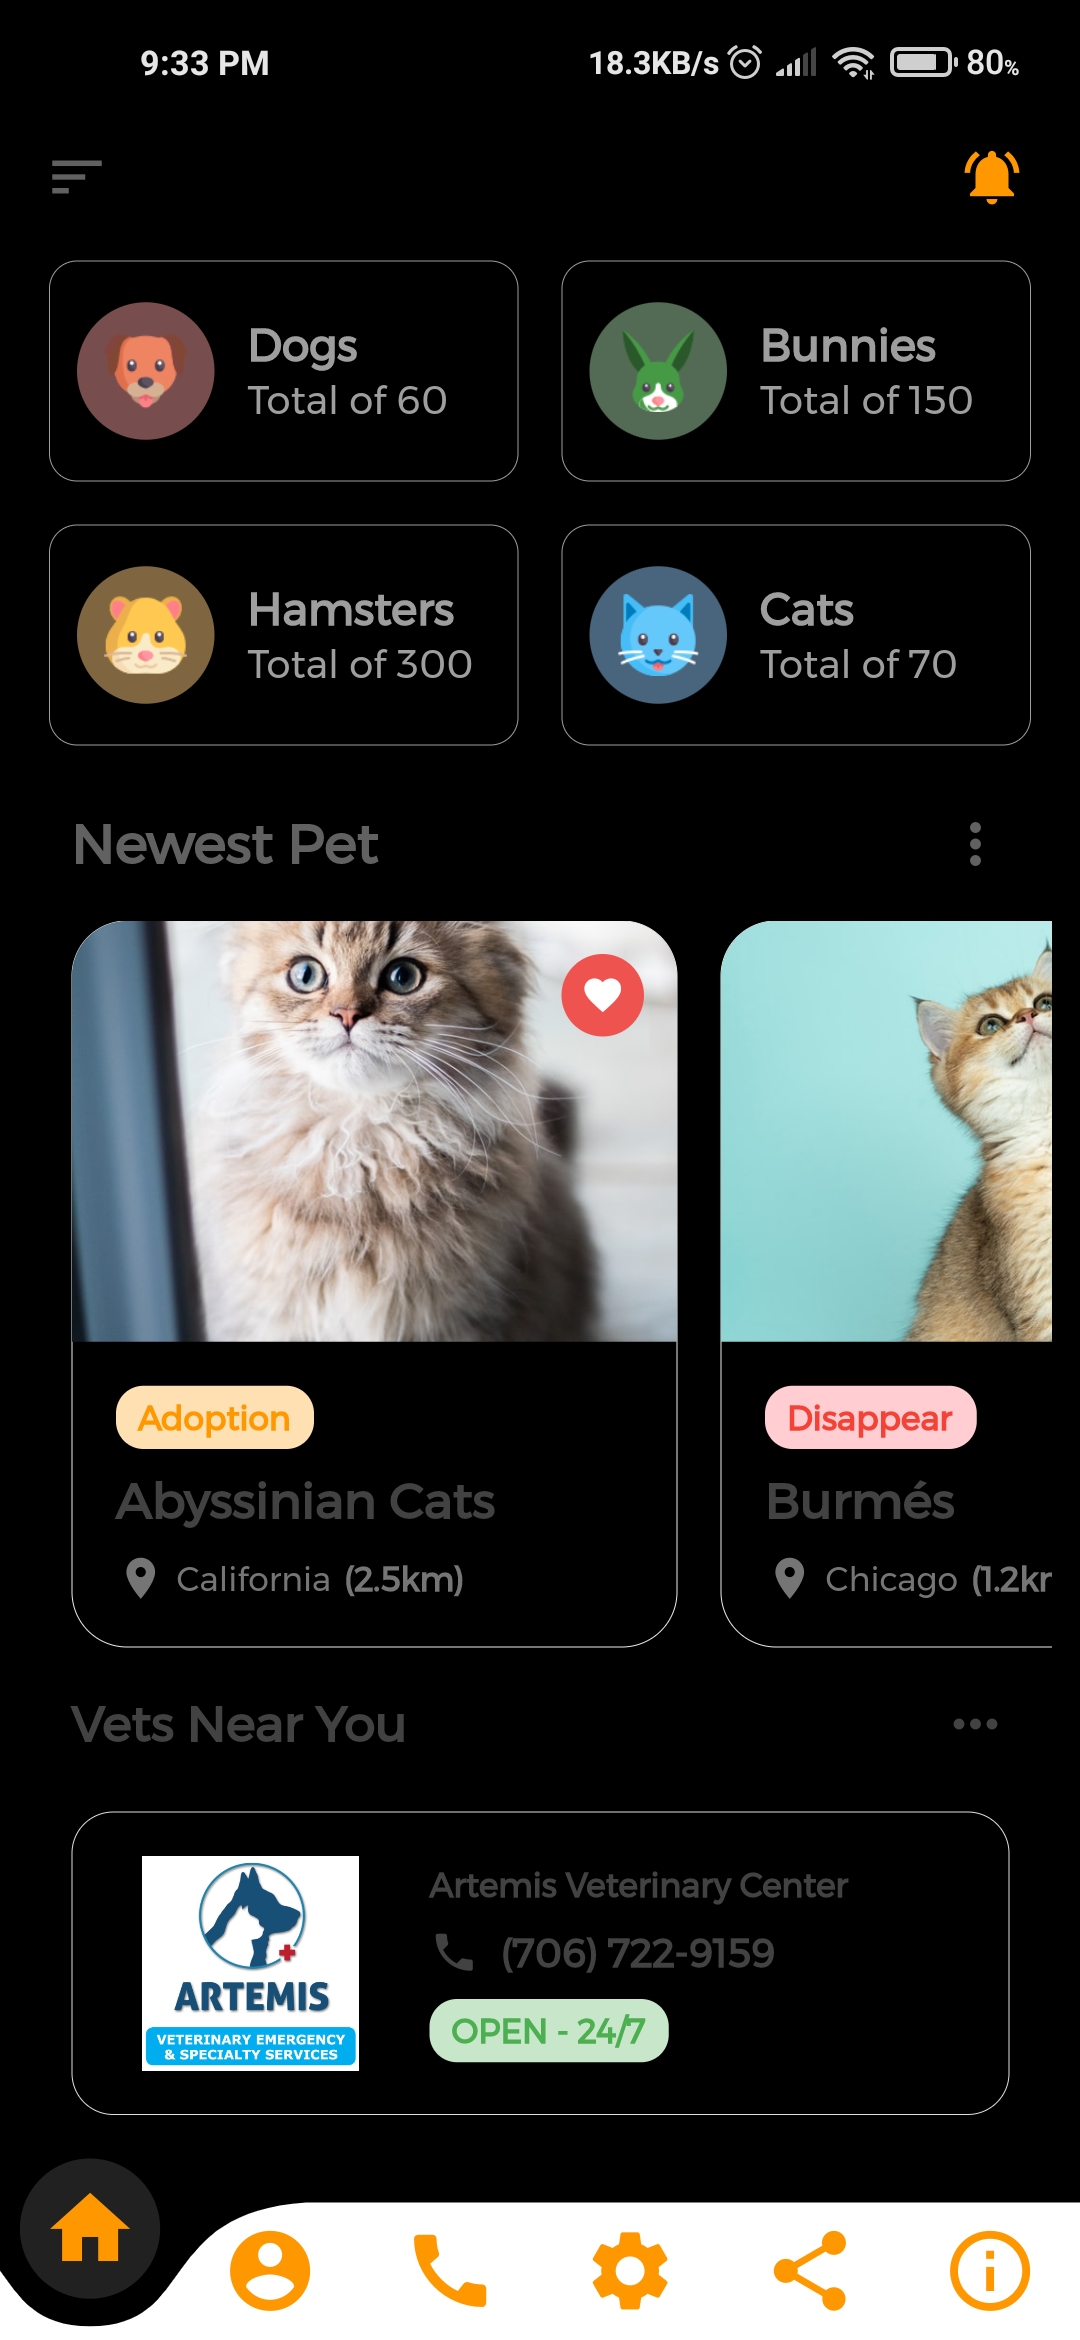 9:33 PM 18.3KB/s 80%
Dogs
Total of 60
Bunnies
Total of 150
Hamsters
Total of 300
Cats
Total of 70
Newest Pet
Adoption
Abyssinian Cats
California (2.5km)
Disappear
Burmés
Chicago
Vets Near You
ARTEMIS
VETERINARY EMERGENCY
& SPECIALTY SERVICES
Artemis Veterinary Center
(706) 722-9159
OPEN - 24/7